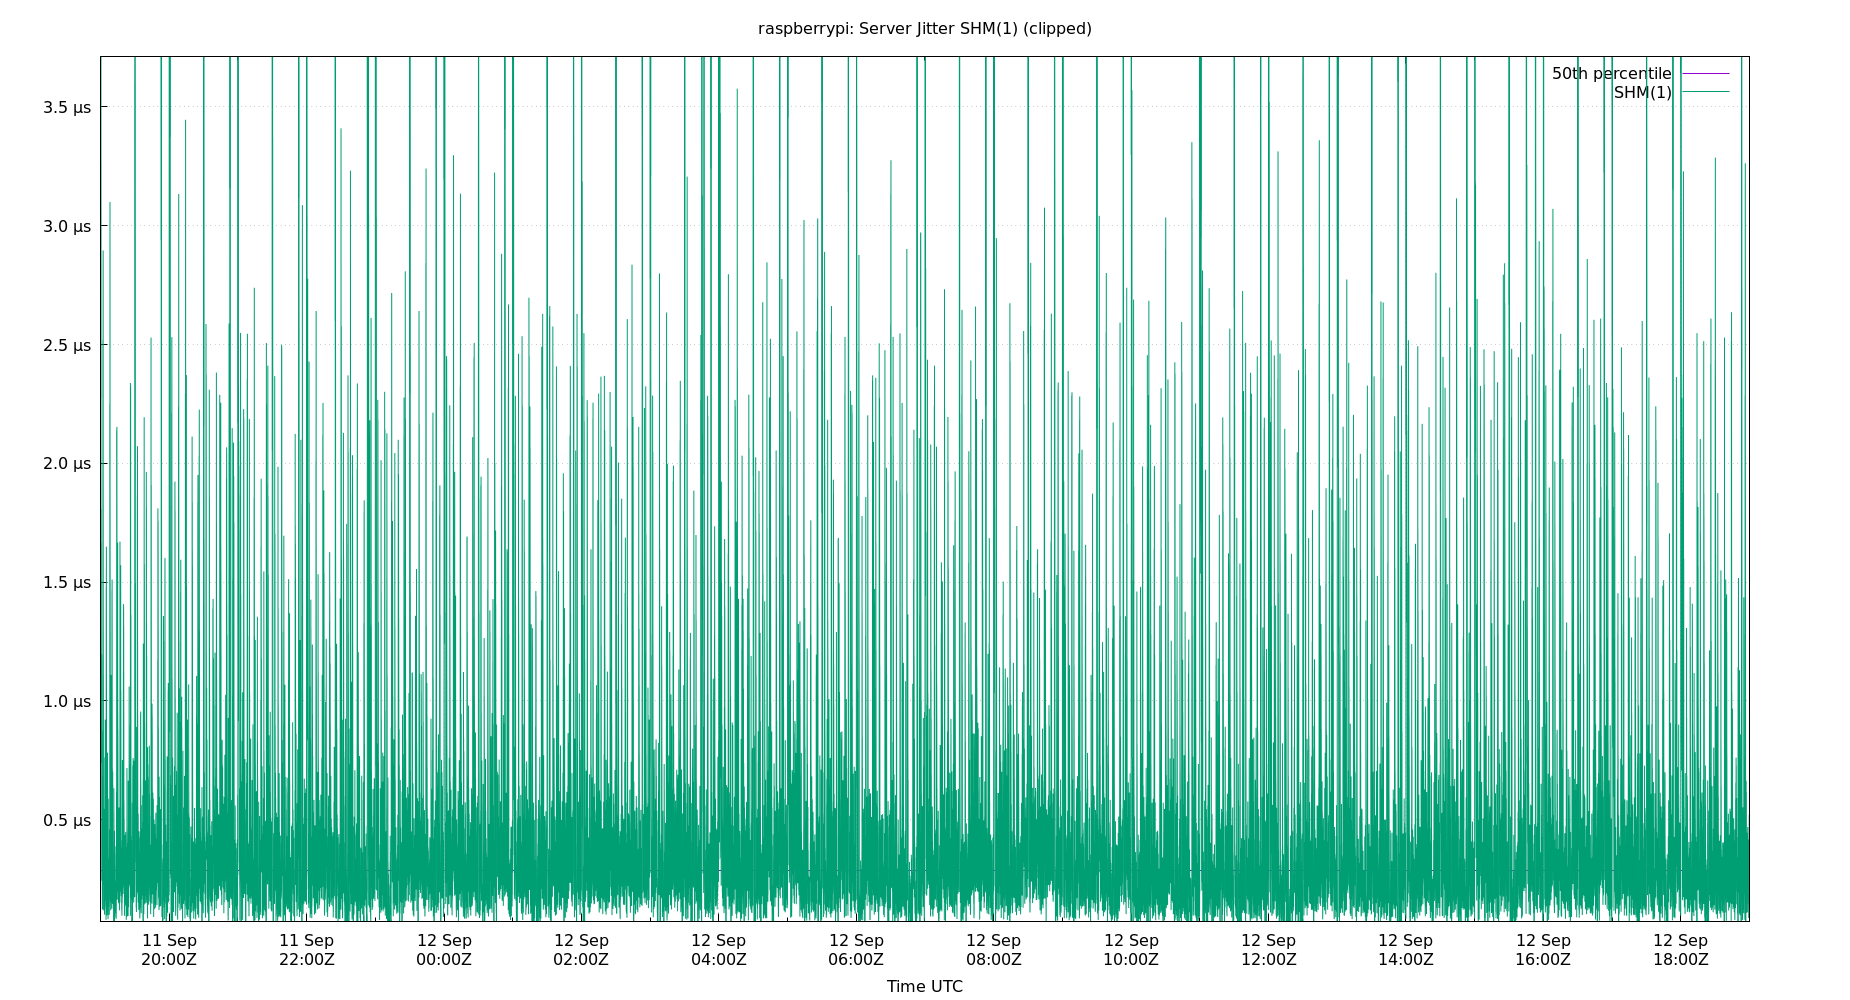 raspberrypi: Server Jitter SHM(1) (clipped)
50th percentile
SHM(1)
3.5 µs
3.0 µs
2.5 µs
2.0 µs
1.5 µs
1.0 µs
0.5 µs
11 Sep 11 Sep 12 Sep 12 Sep 12 Sep 12 Sep 12 Sep 12 Sep 12 Sep 12 Sep 12 Sep 12 Sep
20:00Z 22:00Z 00:00Z 02:00Z 04:00Z 06:00Z 08:00Z 10:00Z 12:00Z 14:00Z 16:00Z 18:00Z
Time UTC